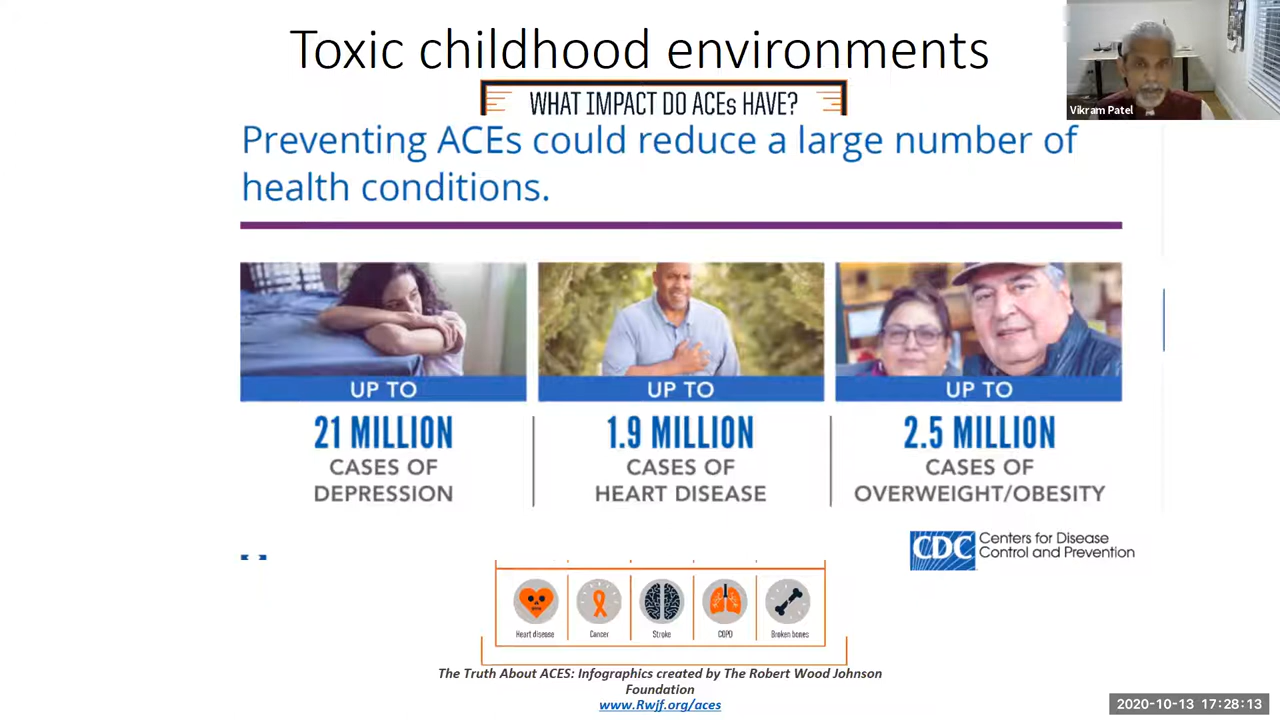 Toxic childhood environments
WHAT IMPACT DO ACEs HAVE?
Vikram Patel
Preventing ACEs could reduce a large number of
health conditions.
UP TO
21 MILLION
CASES OF
DEPRESSION
UP TO
1.9 MILLION
CASES OF
HEART DISEASE
UP TO
2.5 MILLION
CASES OF
OVERWEIGHT/OBESITY
CDC
Centers for Disease
Control and Prevention
Heart disease
Cancer
Stroke
COPD
Broken bones
The Truth About ACES: Infographics created by The Robert Wood Johnson
Foundation
www.Rwjf.org/aces
2020-10-13 17:28:13